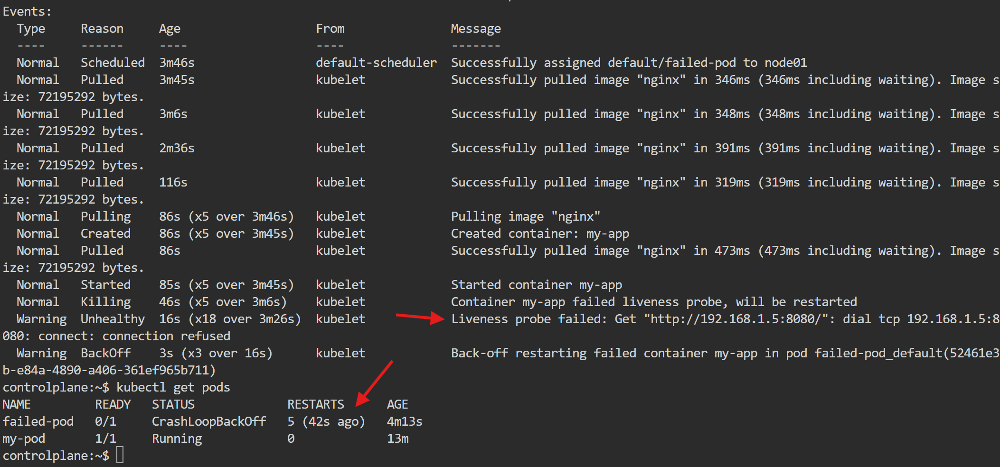 Events:
  Type     Reason     Age                   From               Message
  ----     ------     ----                  ----               -------
  Normal   Scheduled  3m46s                 default-scheduler  Successfully assigned default/failed-pod to node01
  Normal   Pulled     3m45s                 kubelet            Successfully pulled image "nginx" in 346ms (346ms including waiting). Image s
ize: 72195292 bytes.
  Normal   Pulled     3m6s                  kubelet            Successfully pulled image "nginx" in 348ms (348ms including waiting). Image s
ize: 72195292 bytes.
  Normal   Pulled     2m36s                 kubelet            Successfully pulled image "nginx" in 391ms (391ms including waiting). Image s
ize: 72195292 bytes.
  Normal   Pulled     116s                  kubelet            Successfully pulled image "nginx" in 319ms (319ms including waiting). Image s
ize: 72195292 bytes.
  Normal   Pulling    86s (x5 over 3m46s)   kubelet            Pulling image "nginx"
  Normal   Created    86s (x5 over 3m45s)   kubelet            Created container: my-app
  Normal   Pulled     86s                   kubelet            Successfully pulled image "nginx" in 473ms (473ms including waiting). Image s
ize: 72195292 bytes.
  Normal   Started    85s (x5 over 3m45s)   kubelet            Started container my-app
  Normal   Killing    46s (x5 over 3m6s)    kubelet            Container my-app failed liveness probe, will be restarted
  Warning  Unhealthy  16s (x18 over 3m26s)  kubelet            Liveness probe failed: Get "http://192.168.1.5:8080/": dial tcp 192.168.1.5:8
080: connect: connection refused
  Warning  BackOff    3s (x3 over 16s)      kubelet            Back-off restarting failed container my-app in pod failed-pod_default(52461e3
b-e84a-4890-a406-361ef965b711)
controlplane:~$ kubectl get pods
NAME         READY   STATUS             RESTARTS      AGE
failed-pod   0/1     CrashLoopBackOff   5 (42s ago)   4m13s
my-pod       1/1     Running            0             13m
controlplane:~$